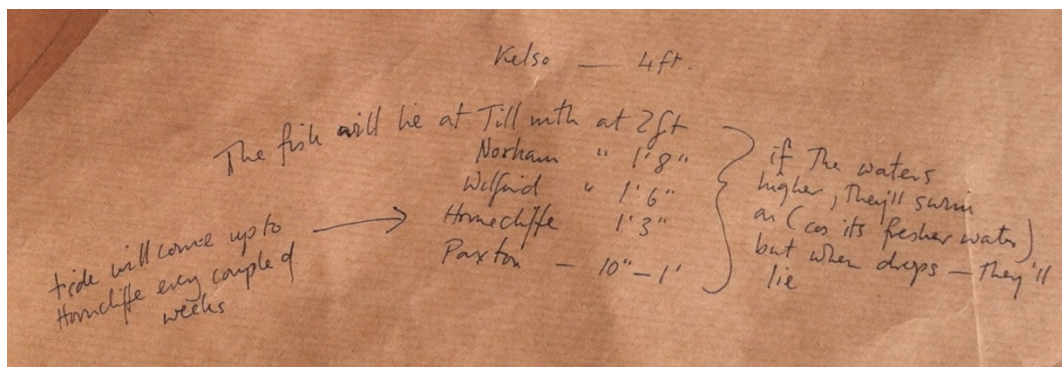 Kelso — 4ft.
The fish will lie at Till mth at 2ft
Norham " 1'8"
Wilford " 1'6"
Horncliffe 1'3"
Paxton — 10" – 1'
if The waters
higher, they'll swim
on (cos its fresher water)
but when drops – they'll
lie
tide will come up to
Horncliffe every couple of
weeks